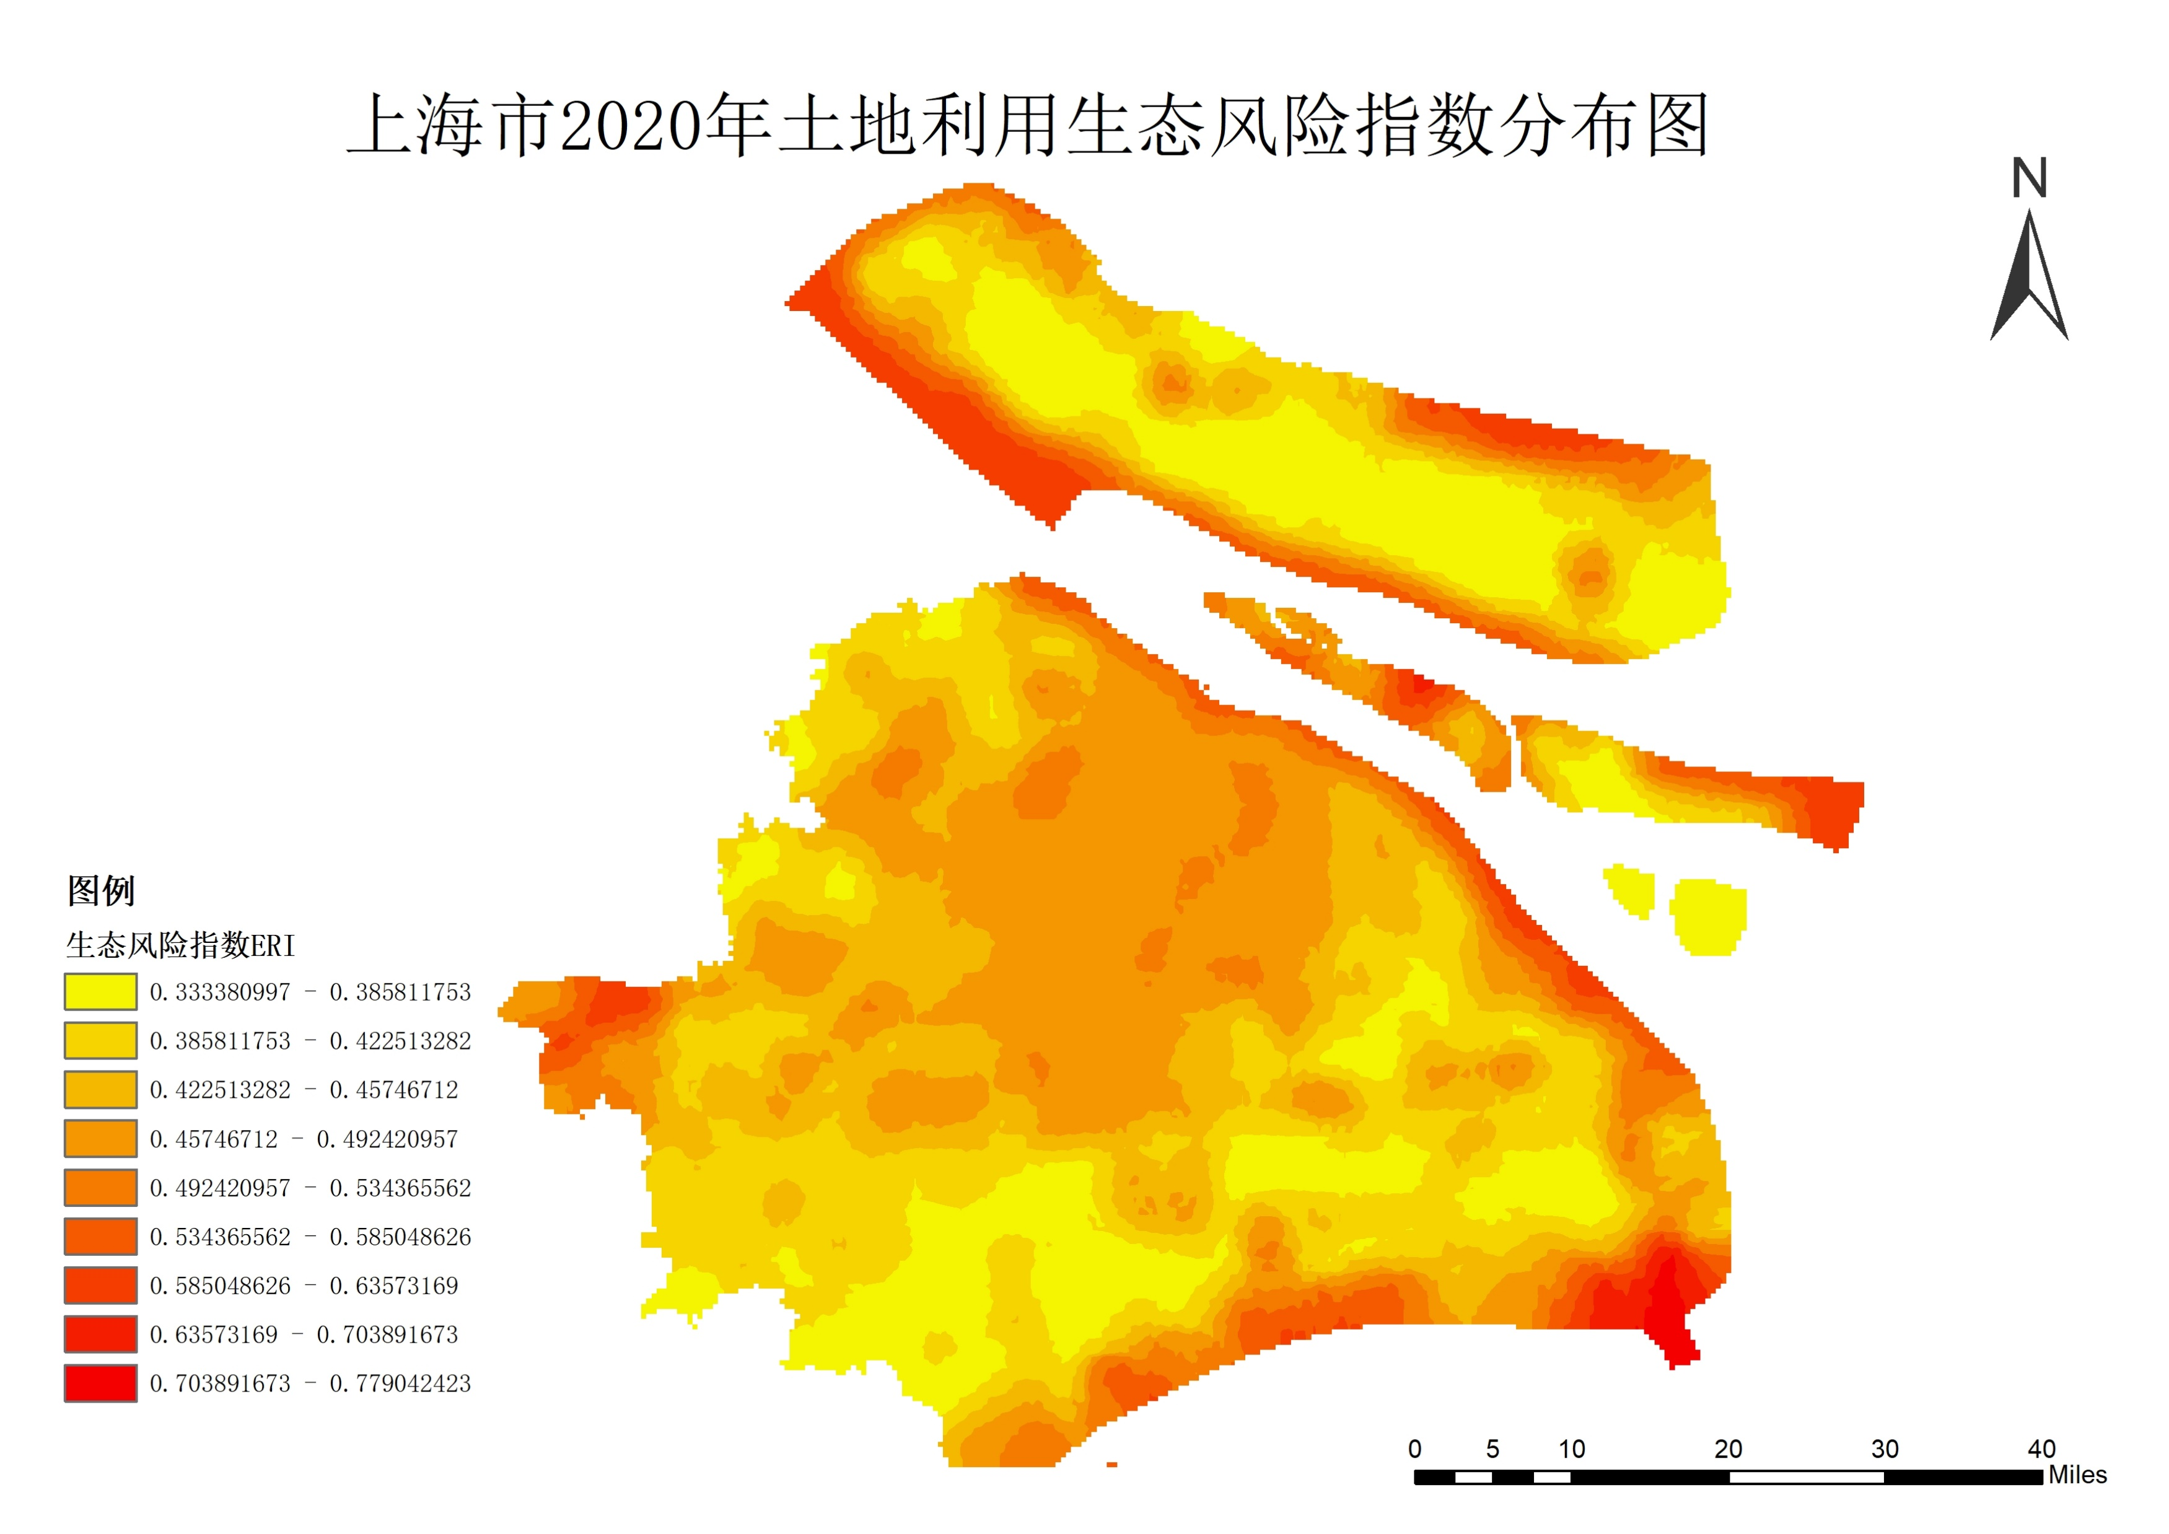 上海市2020年土地利用生态风险指数分布图
N
图例
生态风险指数ERI
0.333380997 - 0.385811753
0.385811753 - 0.422513282
0.422513282 - 0.45746712
0.45746712 - 0.492420957
0.492420957 - 0.534365562
0.534365562 - 0.585048626
0.585048626 - 0.63573169
0.63573169 - 0.703891673
0.703891673 - 0.779042423
0 5 10 20 30 40
Miles